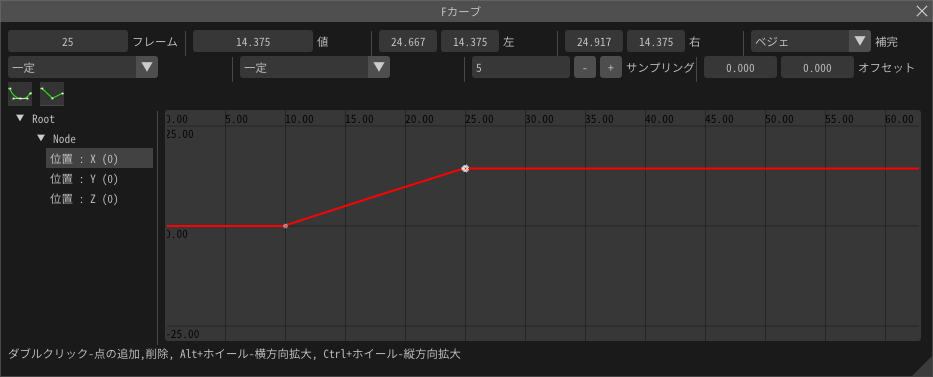 Fカーブ
25 フレーム 14.375 値 24.667 14.375 左 24.917 14.375 右 ベジェ 補完
一定 一定 5 - + サンプリング 0.000 0.000 オフセット
Root
Node
位置 : X (0)
位置 : Y (0)
位置 : Z (0)
0.00 5.00 10.00 15.00 20.00 25.00 30.00 35.00 40.00 45.00 50.00 55.00 60.00
25.00
0.00
-25.00
ダブルクリック-点の追加,削除, Alt+ホイール-横方向拡大, Ctrl+ホイール-縦方向拡大